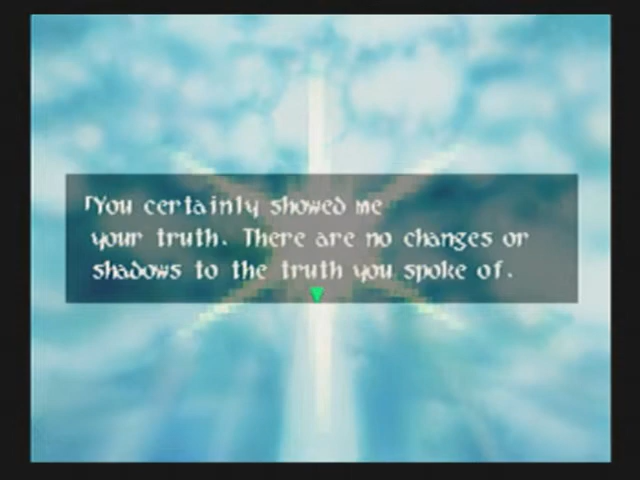 「You certainly showed me
your truth. There are no changes or
shadows to the truth you spoke of.